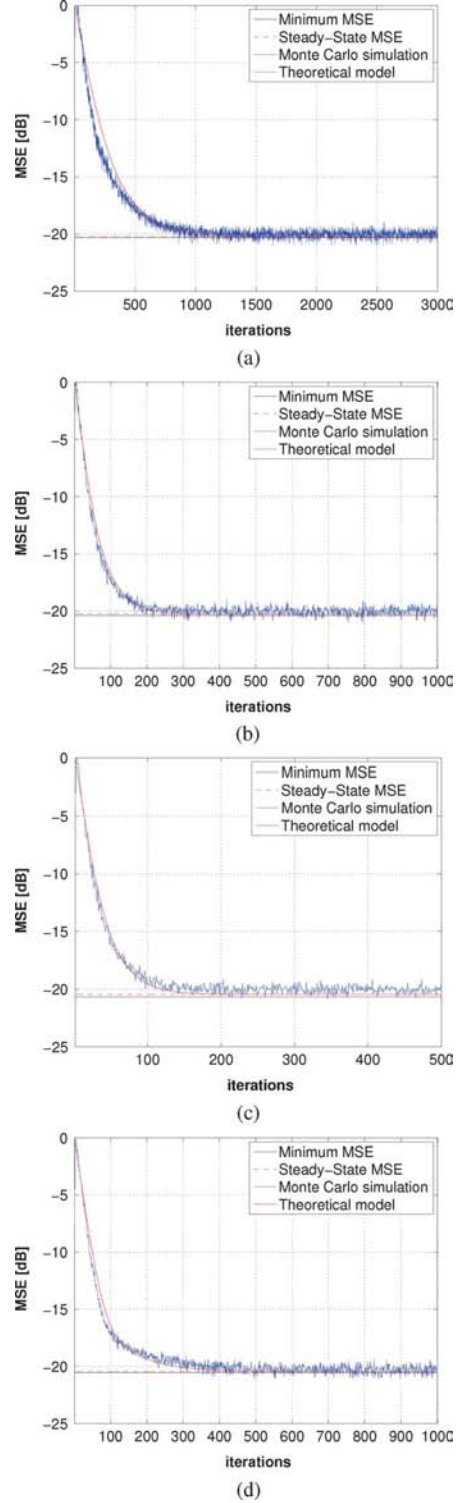 0
Minimum MSE
Steady-State MSE
Monte Carlo simulation
Theoretical model
-5
-10
-15
-20
-25
MSE [dB]
500 1000 1500 2000 2500 3000
iterations
(a)
0
Minimum MSE
Steady-State MSE
Monte Carlo simulation
Theoretical model
-5
-10
-15
-20
-25
MSE [dB]
100 200 300 400 500 600 700 800 900 1000
iterations
(b)
0
Minimum MSE
Steady-State MSE
Monte Carlo simulation
Theoretical model
-5
-10
-15
-20
-25
MSE [dB]
100 200 300 400 500
iterations
(c)
0
Minimum MSE
Steady-State MSE
Monte Carlo simulation
Theoretical model
-5
-10
-15
-20
-25
MSE [dB]
100 200 300 400 500 600 700 800 900 1000
iterations
(d)